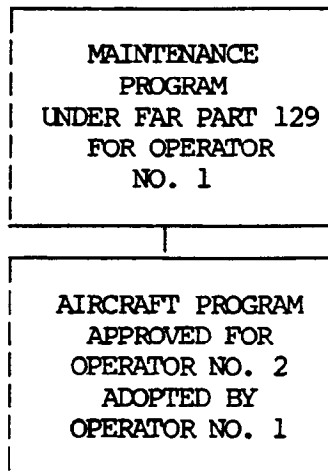 MAINTENANCE
PROGRAM
UNDER FAR PART 129
FOR OPERATOR
NO. 1
AIRCRAFT PROGRAM
APPROVED FOR
OPERATOR NO. 2
ADOPTED BY
OPERATOR NO. 1